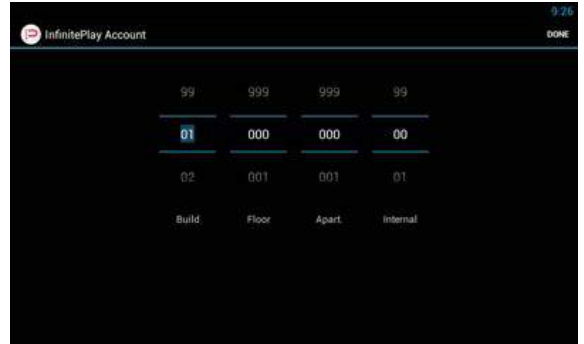 9:26
InfinitePlay Account
DONE
99 999 999 99
01 000 000 00
02 001 001 01
Build. Floor Apart. Internal